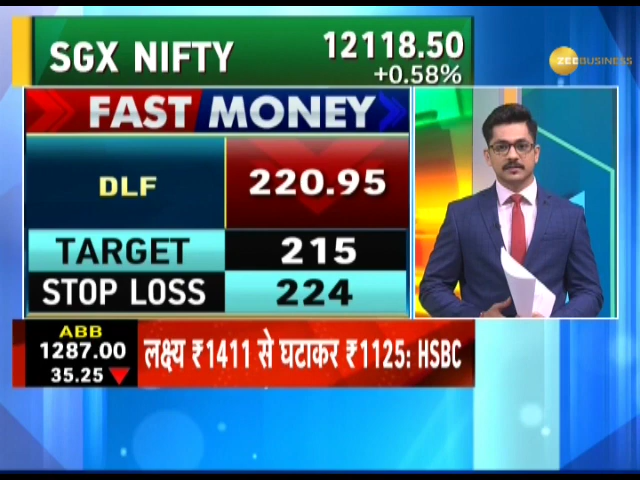 SGX NIFTY
12118.50
+0.58%
ZEEBUSINESS
FAST MONEY
DLF
220.95
TARGET
215
STOP LOSS
224
ABB
1287.00
35.25
लक्ष्य ₹1411 से घटाकर ₹1125: HSBC